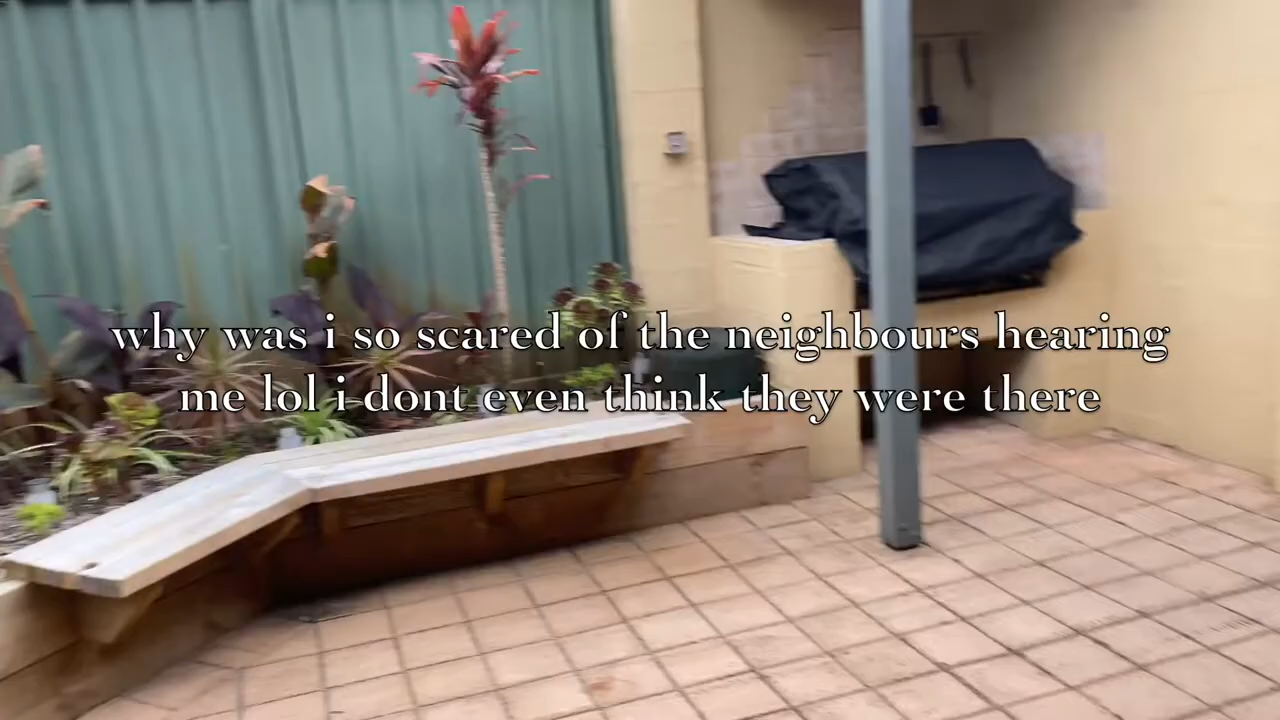 why was i so scared of the neighbours hearing
me lol i dont even think they were there